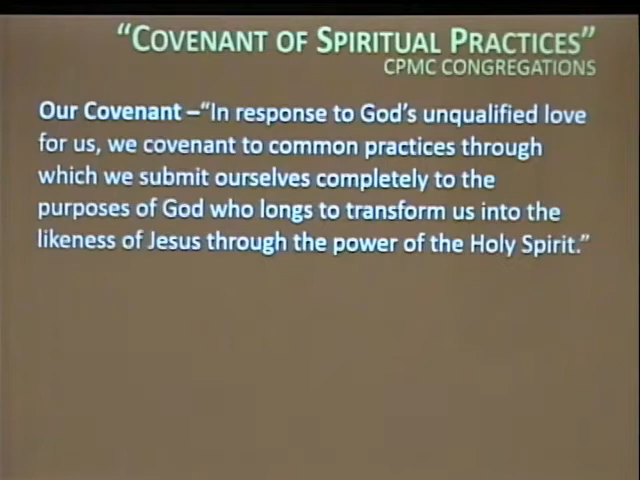 “COVENANT OF SPIRITUAL PRACTICES”
CPMC CONGREGATIONS
Our Covenant –“In response to God’s unqualified love
for us, we covenant to common practices through
which we submit ourselves completely to the
purposes of God who longs to transform us into the
likeness of Jesus through the power of the Holy Spirit.”